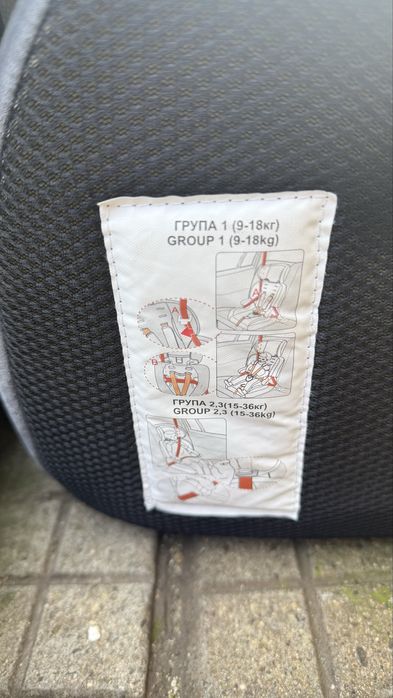 ГРУПА 1 (9-18кг)
GROUP 1 (9-18kg)
B
ГРУПА 2,3(15-36кг)
GROUP 2,3 (15-36kg)